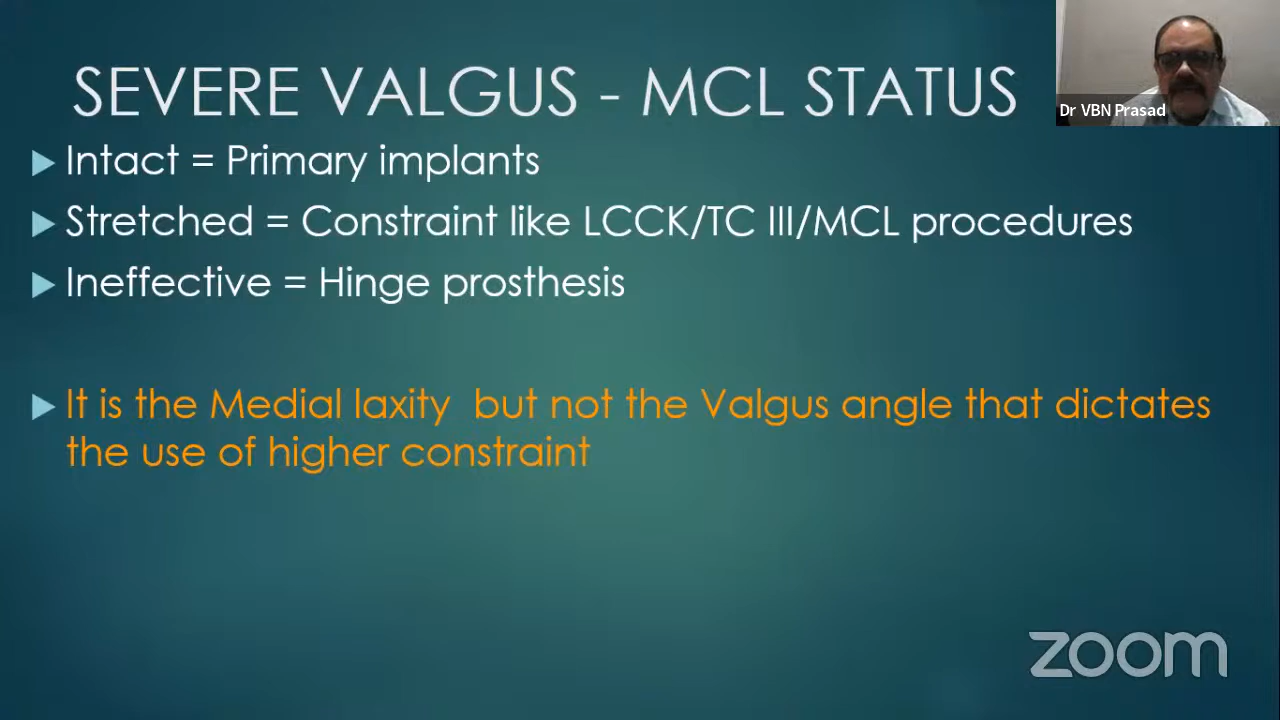 SEVERE VALGUS - MCL STATUS
Dr VBN Prasad
Intact = Primary implants
Stretched = Constraint like LCCK/TC III/MCL procedures
Ineffective = Hinge prosthesis
It is the Medial laxity but not the Valgus angle that dictates
the use of higher constraint
zoom